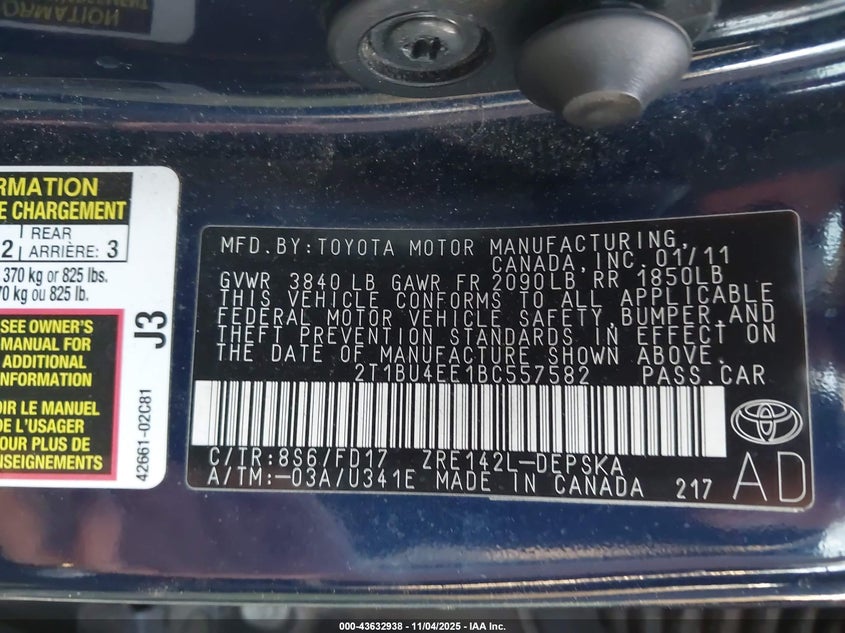 RMATION
E CHARGEMENT
REAR
2 ARRIÈRE: 3
370 kg or 825 lbs.
70 kg ou 825 lb.
SEE OWNER'S
MANUAL FOR
ADDITIONAL
INFORMATION
OIR LE MANUEL
DE L'USAGER
POUR PLUS DE
ENSEIGNEMENTS
J3
42661-02C81
MFD.BY:TOYOTA MOTOR MANUFACTURING,
CANADA,INC.01/11
GVWR 3840 LB GAWR FR 2090LB RR 1850LB
THIS VEHICLE CONFORMS TO ALL APPLICABLE
FEDERAL MOTOR VEHICLE SAFETY,BUMPER,AND
THEFT PREVENTION STANDARDS IN EFFECT ON
THE DATE OF MANUFACTURE SHOWN ABOVE.
2T1BU4EE1BC557582 PASS.CAR
C/TR:8S6/FD17 ZRE142L-DEPSKA
A/TM:-03A/U341E MADE IN CANADA 217
AD
000-43632938 - 11/04/2025 - IAA Inc.